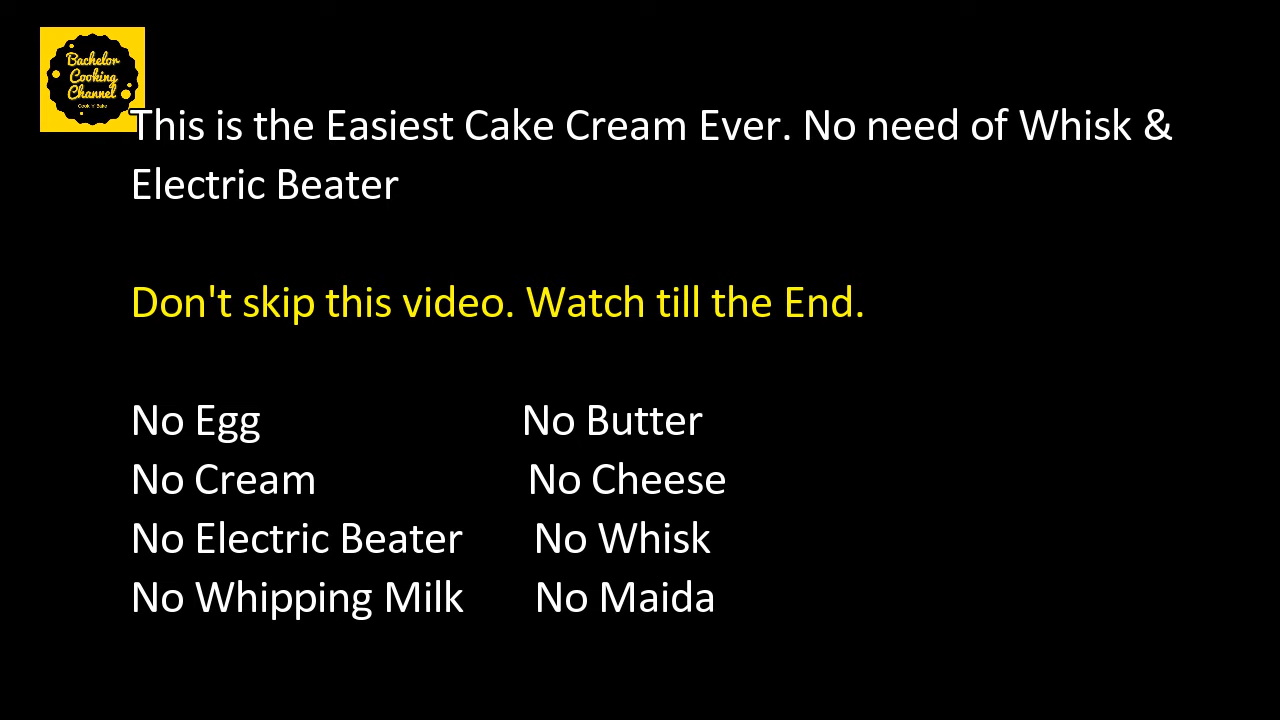 Bachelor
Cooking
Channel
Cook 'n' Bake
This is the Easiest Cake Cream Ever. No need of Whisk &
Electric Beater
Don't skip this video. Watch till the End.
No Egg No Butter
No Cream No Cheese
No Electric Beater No Whisk
No Whipping Milk No Maida